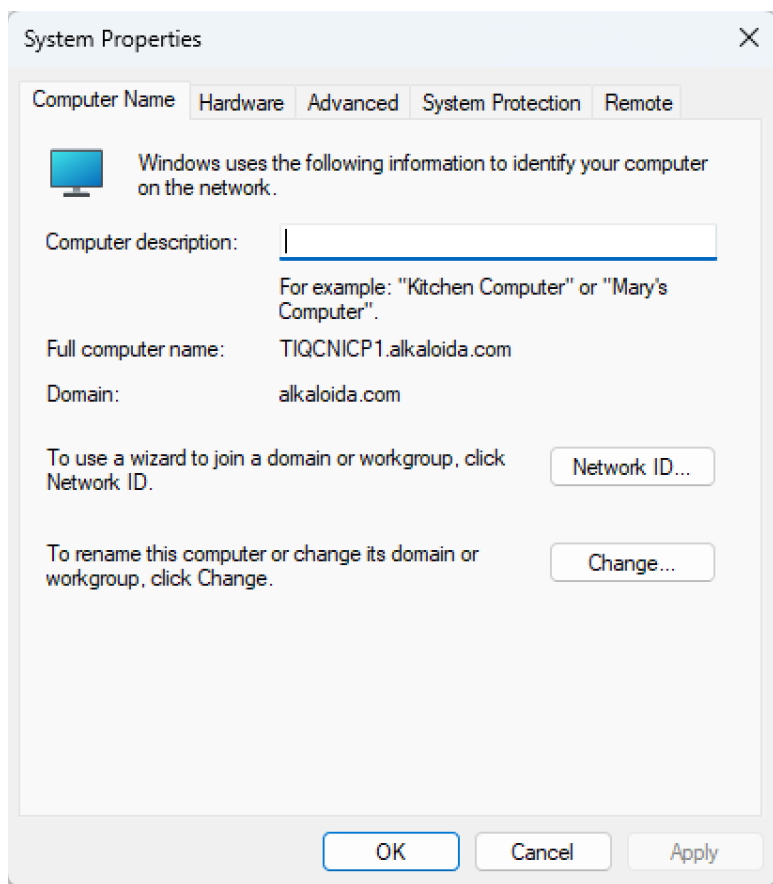 System Properties
Computer Name
Hardware
Advanced
System Protection
Remote
Windows uses the following information to identify your computer
on the network.
Computer description:
For example: "Kitchen Computer" or "Mary's
Computer".
Full computer name:
TIQCNICP1.alkaloida.com
Domain:
alkaloida.com
To use a wizard to join a domain or workgroup, click
Network ID.
Network ID...
To rename this computer or change its domain or
workgroup, click Change.
Change...
OK
Cancel
Apply